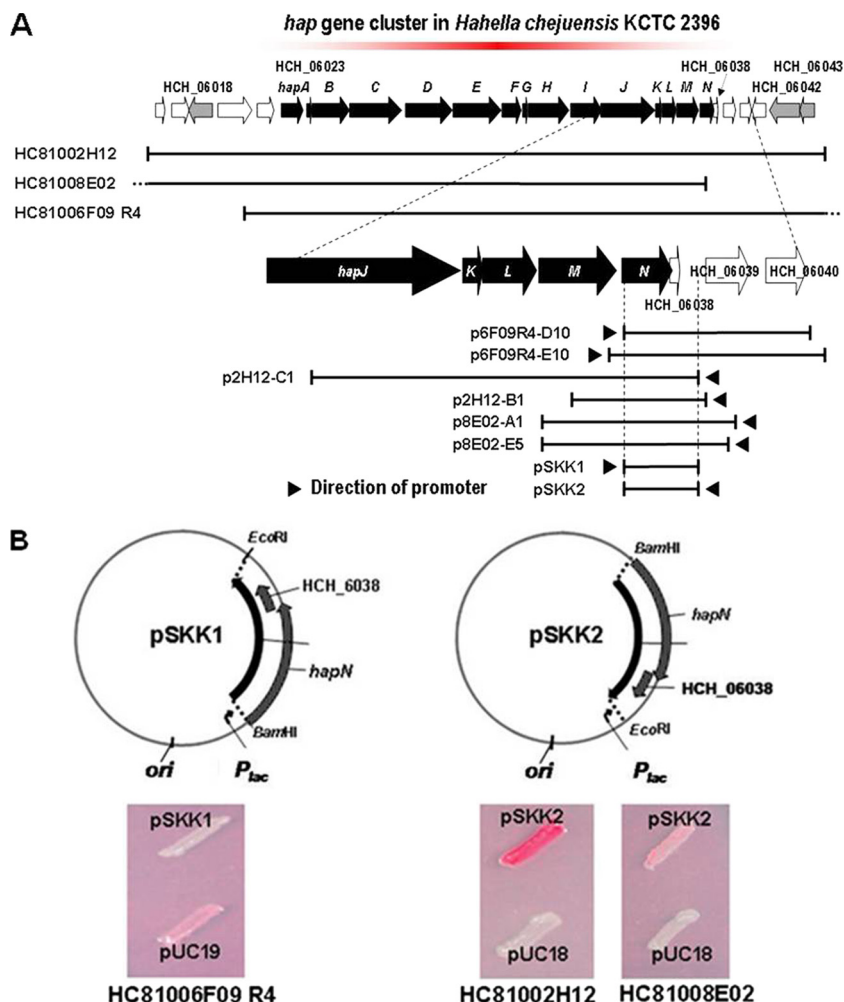 A
hap gene cluster in Hahella chejuensis KCTC 2396
HCH_06023 HCH_06038 HCH_06043
HCH_06018 hapA B C D E F G H I J K L M N HCH_06042
HC81002H12
HC81008E02
HC81006F09 R4
hapJ K L M N HCH_06039 HCH_06040
HCH_06038
p6F09R4-D10
p6F09R4-E10
p2H12-C1
p2H12-B1
p8E02-A1
p8E02-E5
pSKK1
Direction of promoter pSKK2
B
EcoRI BamHI
HCH_6038
pSKK1 pSKK2 hapN
hapN HCH_06038
BamHI EcoRI
ori Plac ori Plac
pSKK1 pSKK2 pSKK2
pUC19 pUC18 pUC18
HC81006F09 R4 HC81002H12 HC81008E02